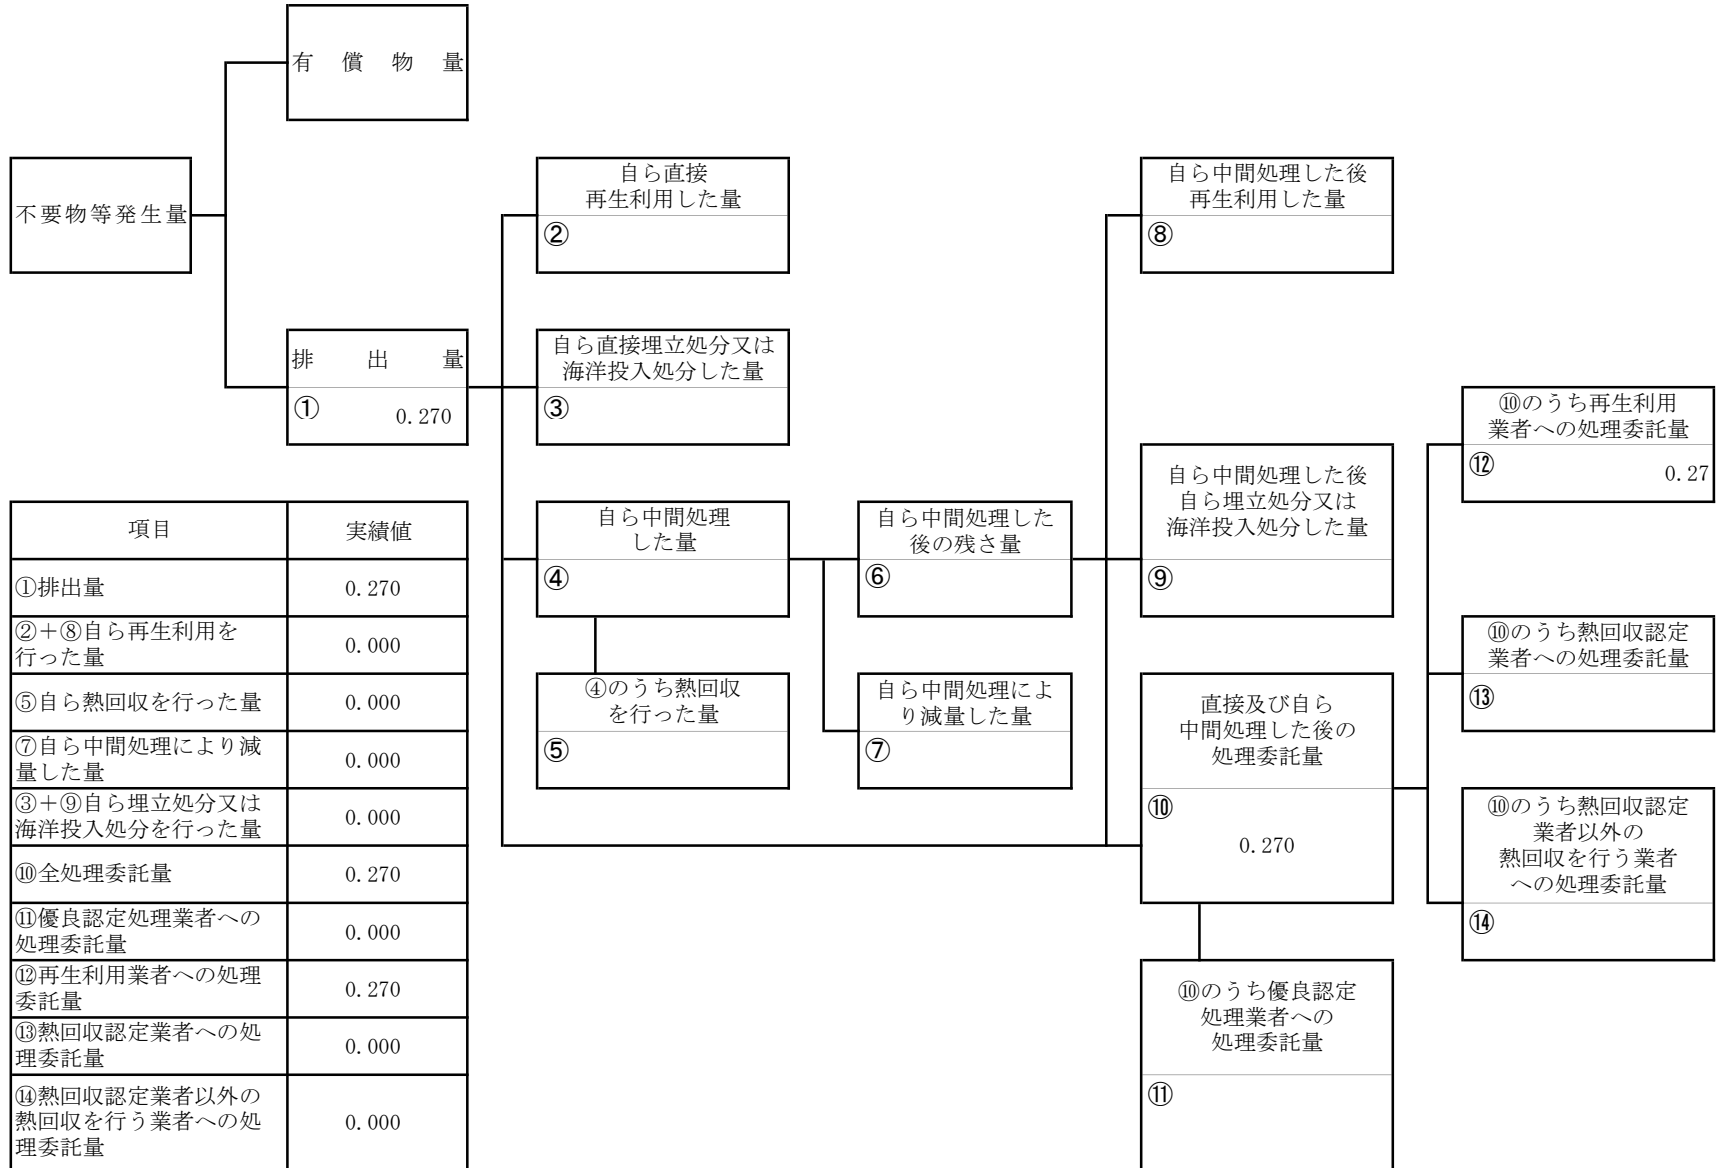 有償物量
不要物等発生量
排出量
①
0.270
自ら直接
再生利用した量
②
自ら直接埋立処分又は
海洋投入処分した量
③
自ら中間処理
した量
④
④のうち熱回収
を行った量
⑤
自ら中間処理した
後の残さ量
⑥
自ら中間処理によ
り減量した量
⑦
自ら中間処理した後
再生利用した量
⑧
自ら中間処理した後
自ら埋立処分又は
海洋投入処分した量
⑨
直接及び自ら
中間処理した後の
処理委託量
⑩
0.270
⑩のうち優良認定
処理業者への
処理委託量
⑪
⑩のうち再生利用
業者への処理委託量
⑫
0.27
⑩のうち熱回収認定
業者への処理委託量
⑬
⑩のうち熱回収認定
業者以外の
熱回収を行う業者
への処理委託量
⑭
項目 実績値
①排出量 0.270
②+⑧自ら再生利用を
行った量 0.000
⑤自ら熱回収を行った量 0.000
⑦自ら中間処理により減
量した量 0.000
③+⑨自ら埋立処分又は
海洋投入処分を行った量 0.000
⑩全処理委託量 0.270
⑪優良認定処理業者への
処理委託量 0.000
⑫再生利用業者への処理
委託量 0.270
⑬熱回収認定業者への処
理委託量 0.000
⑭熱回収認定業者以外の
熱回収を行う業者への処
理委託量 0.000